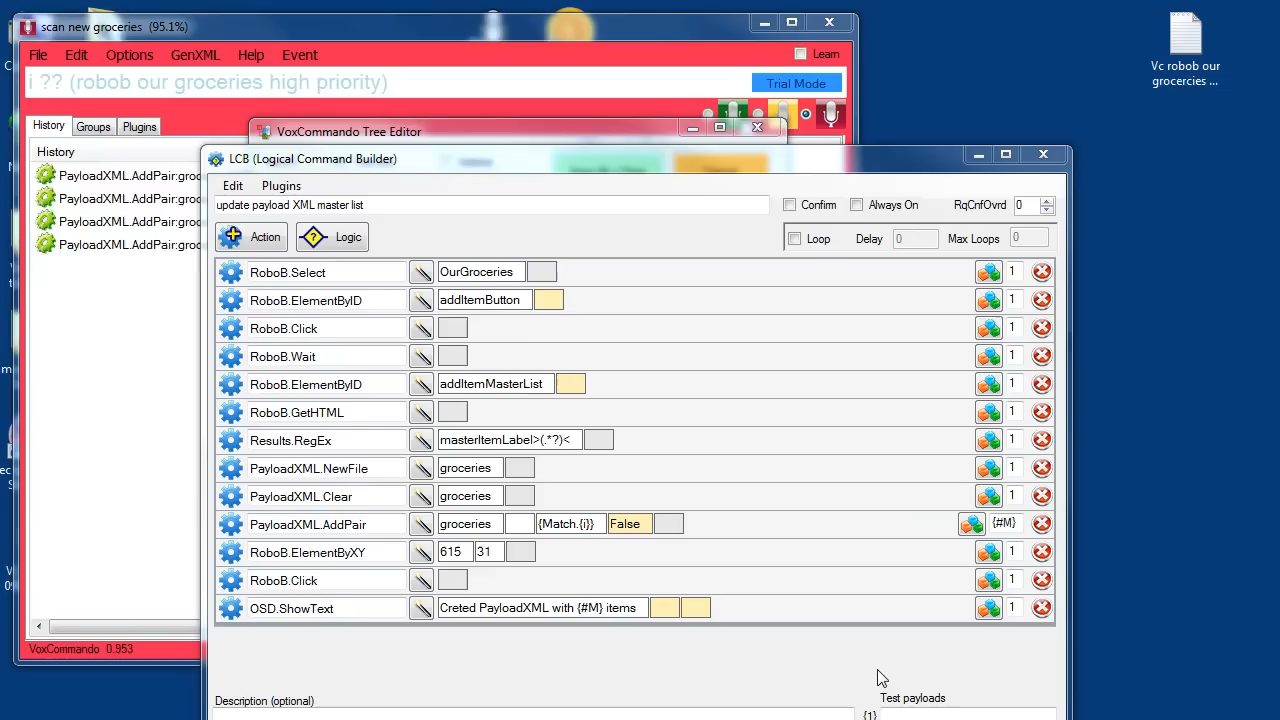 scan new groceries (95.1%)
File Edit Options GenXML Help Event Learn
i ?? (robob our groceries high priority) Trial Mode
History Groups Plugins
History
PayloadXML.AddPair:groc
PayloadXML.AddPair:groc
PayloadXML.AddPair:groc
PayloadXML.AddPair:groc
VoxCommando 0.953
Vc robob our
grocercies ...
VoxCommando Tree Editor
LCB (Logical Command Builder)
Edit Plugins
update payload XML master list Confirm Always On RqCnfOvrd 0
Action Logic Loop Delay 0 Max Loops 0
RoboB.Select OurGroceries 1
RoboB.ElementByID addItemButton 1
RoboB.Click 1
RoboB.Wait 1
RoboB.ElementByID addItemMasterList 1
RoboB.GetHTML 1
Results.RegEx masterItemLabel>(.*?)< 1
PayloadXML.NewFile groceries 1
PayloadXML.Clear groceries 1
PayloadXML.AddPair groceries {Match.{i}} False {#M}
RoboB.ElementByXY 615 31 1
RoboB.Click 1
OSD.ShowText Creted PayloadXML with {#M} items 1
Description (optional) Test payloads
{1}